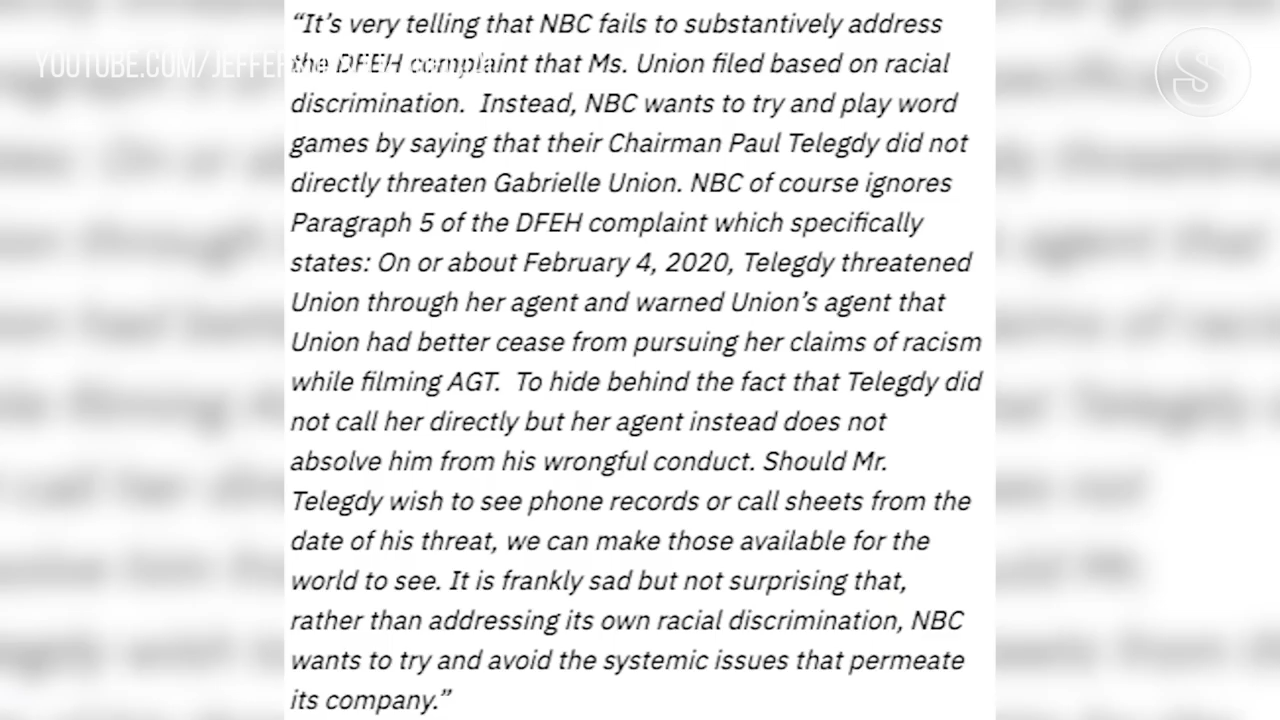 “It’s very telling that NBC fails to substantively address
the DFEH complaint that Ms. Union filed based on racial
discrimination.  Instead, NBC wants to try and play word
games by saying that their Chairman Paul Telegdy did not
directly threaten Gabrielle Union. NBC of course ignores
Paragraph 5 of the DFEH complaint which specifically
states: On or about February 4, 2020, Telegdy threatened
Union through her agent and warned Union’s agent that
Union had better cease from pursuing her claims of racism
while filming AGT.  To hide behind the fact that Telegdy did
not call her directly but her agent instead does not
absolve him from his wrongful conduct. Should Mr.
Telegdy wish to see phone records or call sheets from the
date of his threat, we can make those available for the
world to see. It is frankly sad but not surprising that,
rather than addressing its own racial discrimination, NBC
wants to try and avoid the systemic issues that permeate
its company.”